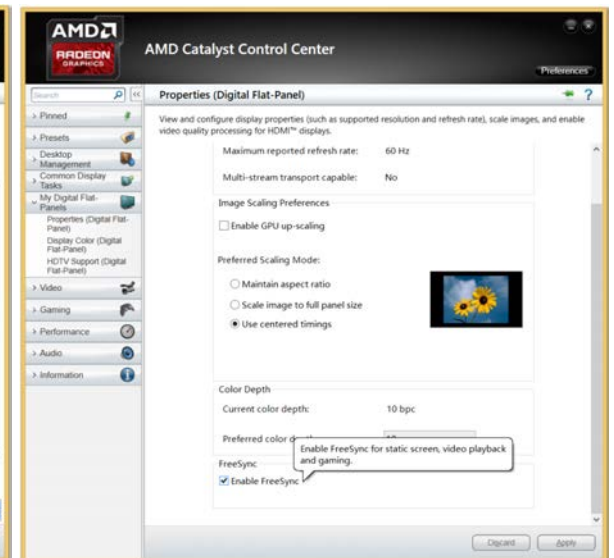 AMD
RADEON
GRAPHICS
AMD Catalyst Control Center
Preferences
Search
Properties (Digital Flat-Panel)
?
View and configure display properties (such as supported resolution and refresh rate), scale images, and enable
video quality processing for HDMI™ displays.
Pinned
Presets
Desktop
Management
Common Display
Tasks
My Digital Flat-
Panels
Properties (Digital Flat-
Panel)
Display Color (Digital
Flat-Panel)
HDTV Support (Digital
Flat-Panel)
Video
Gaming
Performance
Audio
Information
Maximum reported refresh rate: 60 Hz
Multi-stream transport capable: No
Image Scaling Preferences
Enable GPU up-scaling
Preferred Scaling Mode:
Maintain aspect ratio
Scale image to full panel size
Use centered timings
Color Depth
Current color depth: 10 bpc
Preferred color
Enable FreeSync for static screen, video playback
and gaming.
FreeSync
Enable FreeSync
Discard Apply